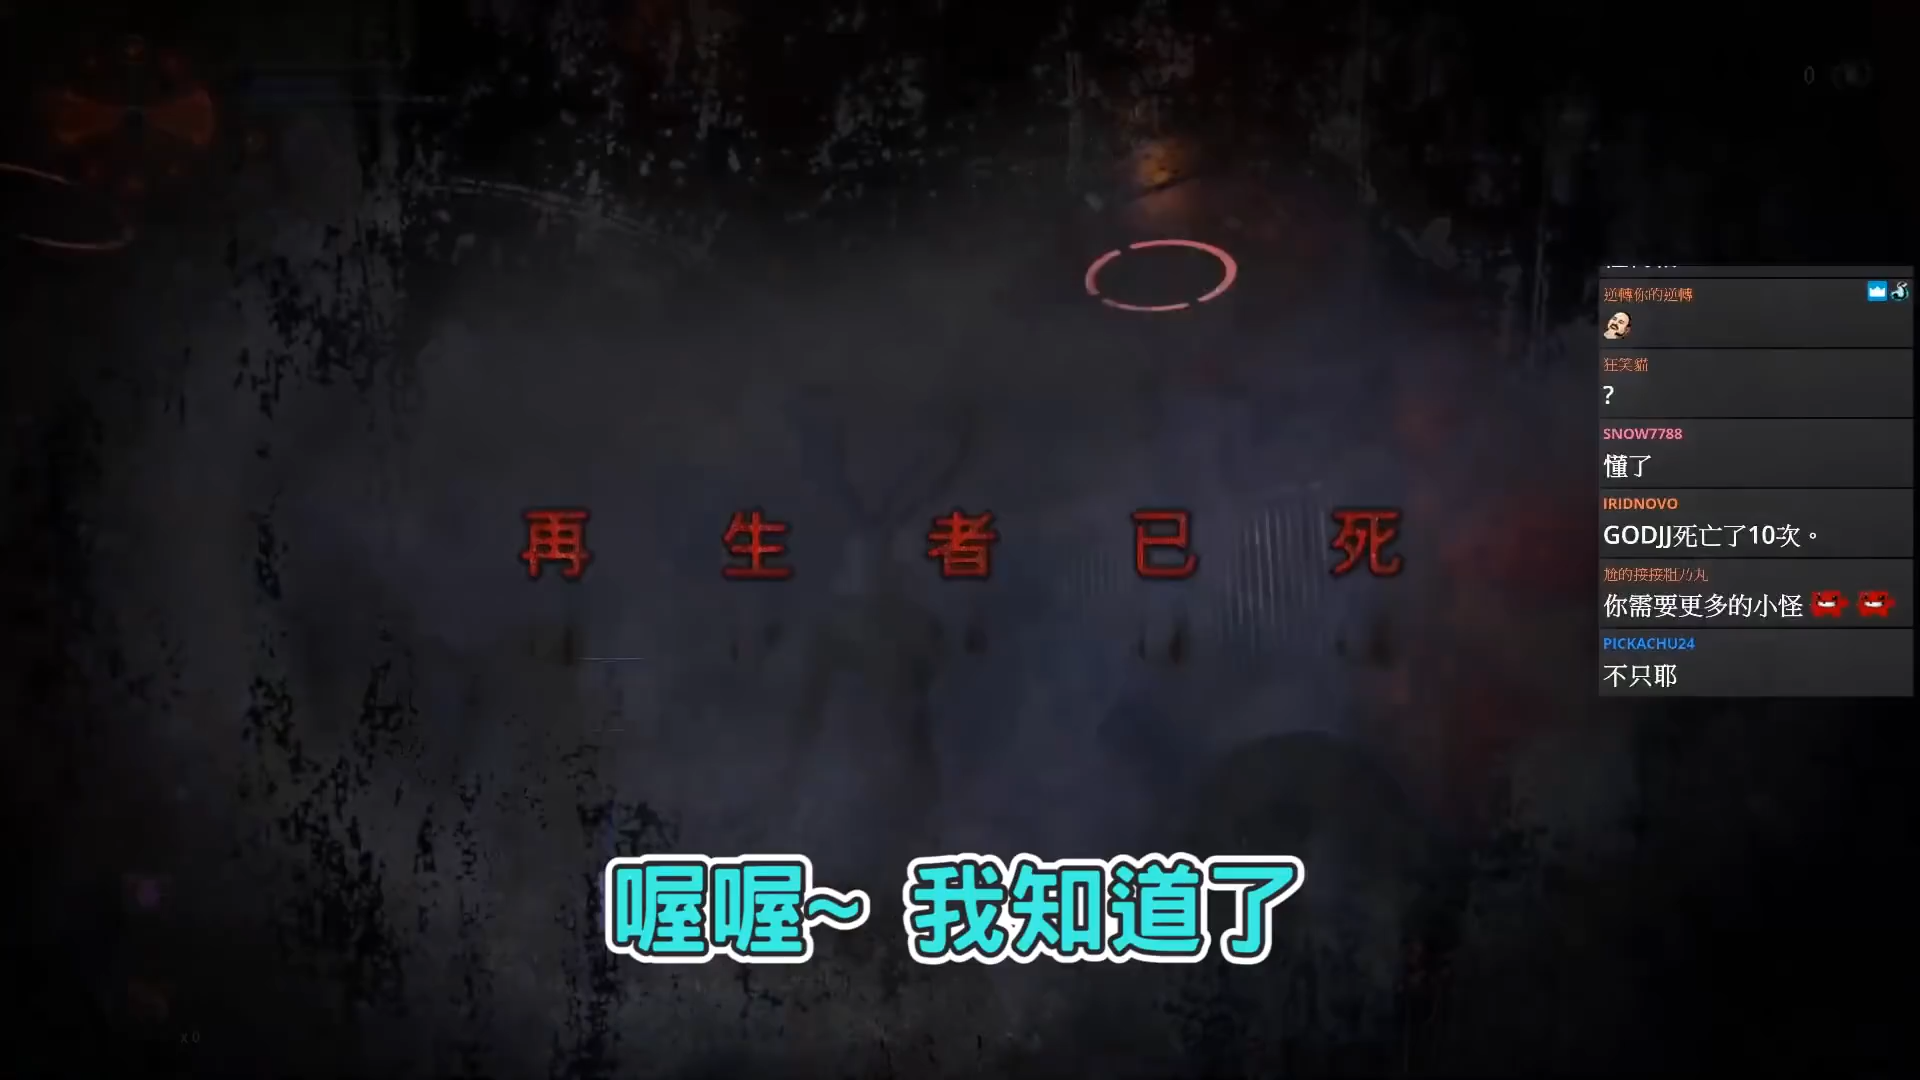 0
逆轉你的逆轉
狂笑貓
?
SNOW7788
懂了
IRIDNOVO
GODJJ死亡了10次。
你需要更多的小怪
PICKACHU24
不只耶
再生者已死
喔喔~ 我知道了
x0